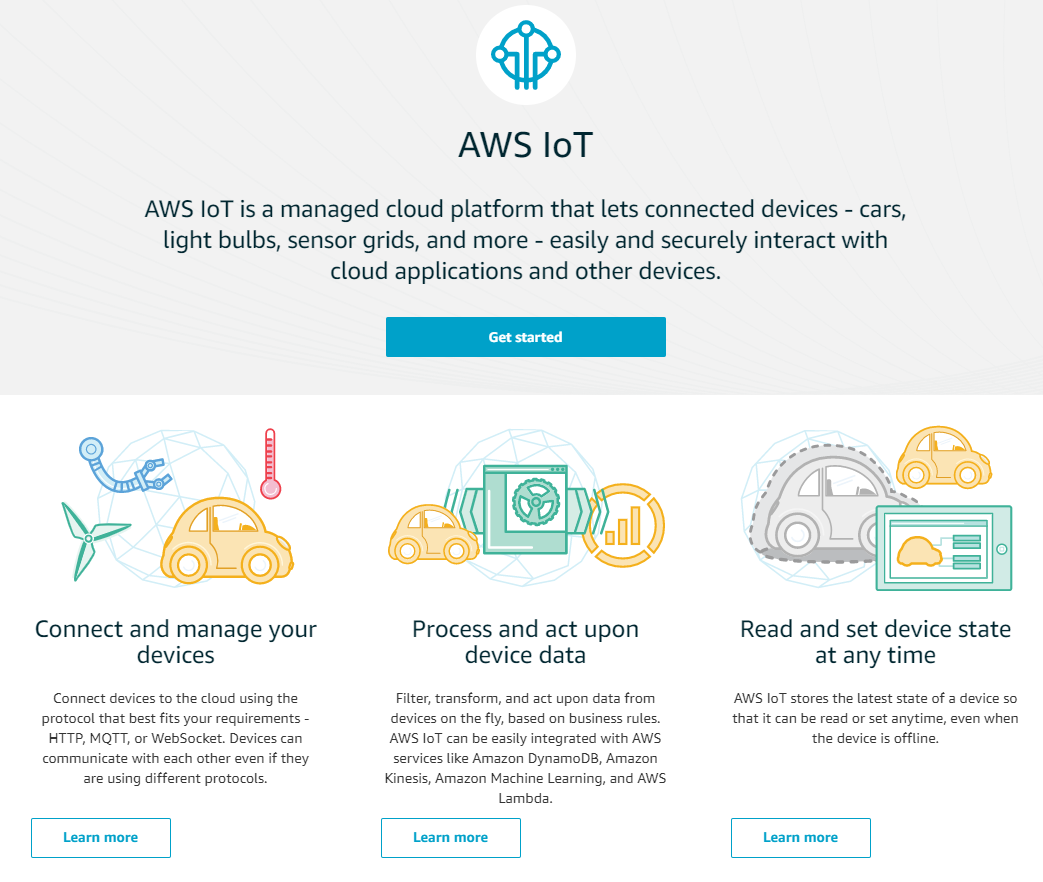 AWS IoT
AWS IoT is a managed cloud platform that lets connected devices - cars,
light bulbs, sensor grids, and more - easily and securely interact with
cloud applications and other devices.
Get started
Connect and manage your
devices
Connect devices to the cloud using the
protocol that best fits your requirements -
HTTP, MQTT, or WebSocket. Devices can
communicate with each other even if they
are using different protocols.
Learn more
Process and act upon
device data
Filter, transform, and act upon data from
devices on the fly, based on business rules.
AWS IoT can be easily integrated with AWS
services like Amazon DynamoDB, Amazon
Kinesis, Amazon Machine Learning, and AWS
Lambda.
Learn more
Read and set device state
at any time
AWS IoT stores the latest state of a device so
that it can be read or set anytime, even when
the device is offline.
Learn more